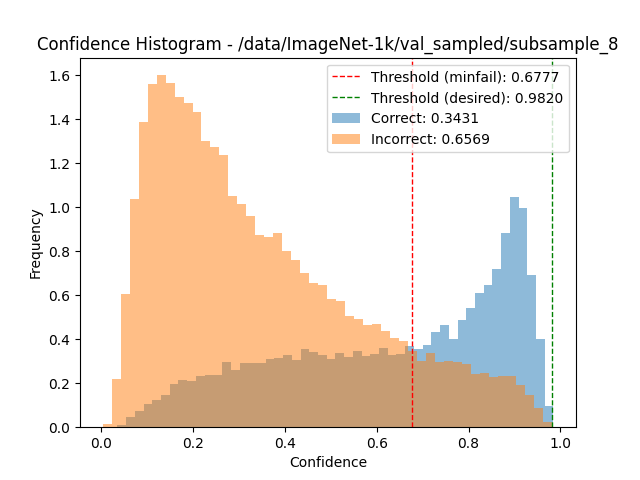 Confidence Histogram - /data/ImageNet-1k/val_sampled/subsample_8
Threshold (minfail): 0.6777
Threshold (desired): 0.9820
Correct: 0.3431
Incorrect: 0.6569
Frequency
1.6
1.4
1.2
1.0
0.8
0.6
0.4
0.2
0.0
0.0 0.2 0.4 0.6 0.8 1.0
Confidence